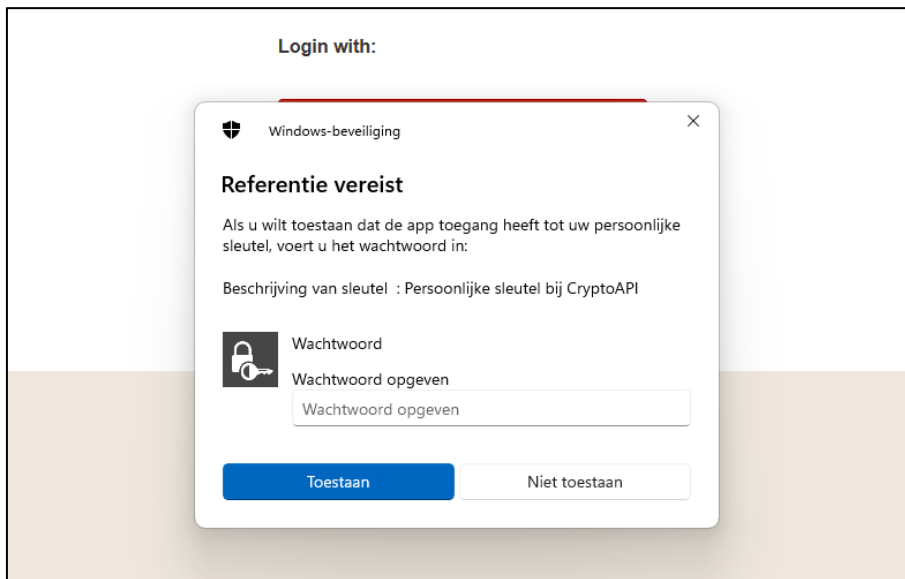 Login with:
Windows-beveiliging
Referentie vereist
Als u wilt toestaan dat de app toegang heeft tot uw persoonlijke
sleutel, voert u het wachtwoord in:
Beschrijving van sleutel : Persoonlijke sleutel bij CryptoAPI
Wachtwoord
Wachtwoord opgeven
Wachtwoord opgeven
Toestaan
Niet toestaan